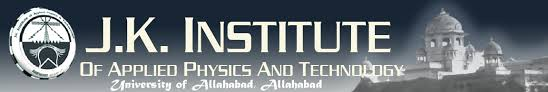 J.K. INSTITUTE
OF APPLIED PHYSICS AND TECHNOLOGY
University of Allahabad, Allahabad